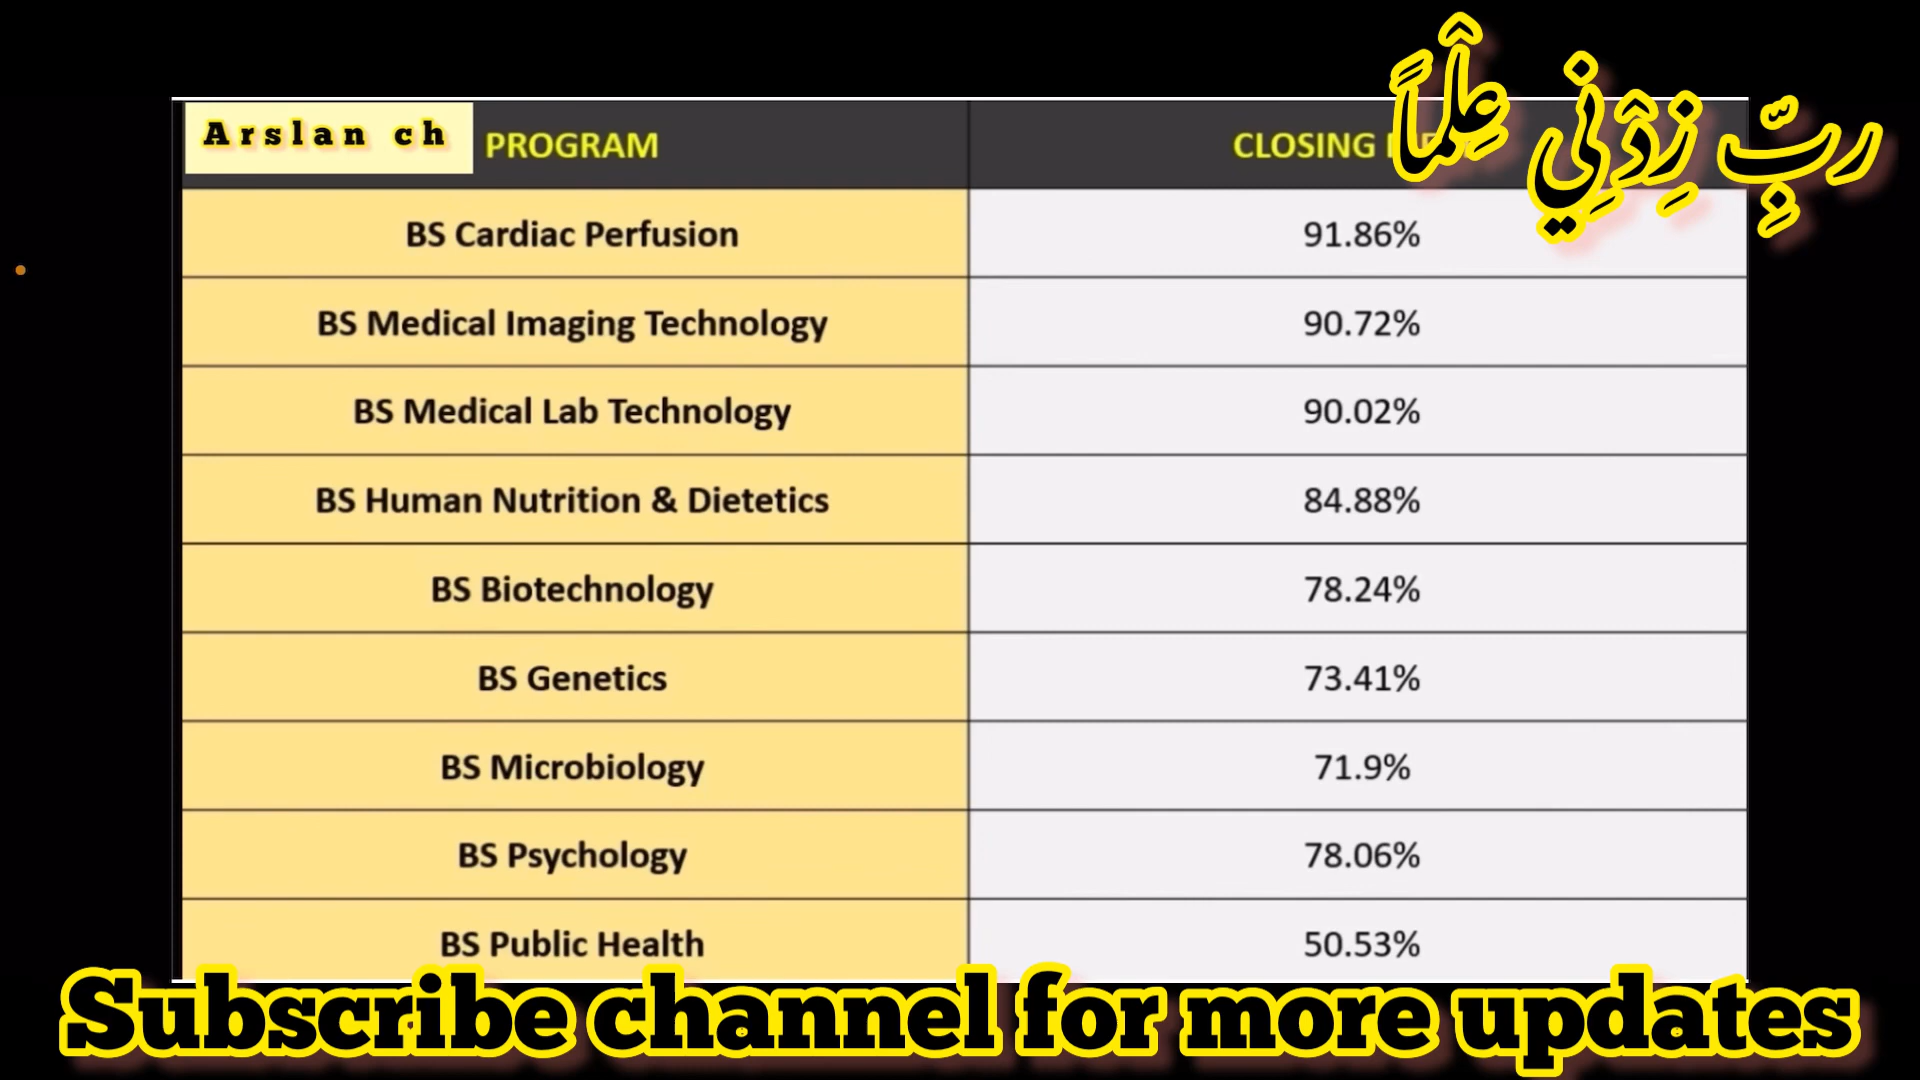 رَبِّ زِدْنِي عِلْمًا
Arslan ch
PROGRAM CLOSING
BS Cardiac Perfusion 91.86%
BS Medical Imaging Technology 90.72%
BS Medical Lab Technology 90.02%
BS Human Nutrition & Dietetics 84.88%
BS Biotechnology 78.24%
BS Genetics 73.41%
BS Microbiology 71.9%
BS Psychology 78.06%
BS Public Health 50.53%
Subscribe channel for more updates